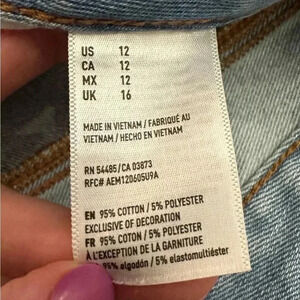 US 12
CA 12
MX 12
UK 16
MADE IN VIETNAM / FABRIQUÉ AU
VIETNAM / HECHO EN VIETNAM
RN 54485/CA 03873
RFC# AEM120605U9A
EN 95% COTTON / 5% POLYESTER
EXCLUSIVE OF DECORATION
FR 95% COTTON / 5% POLYESTER
À L'EXCEPTION DE LA GARNITURE
95% algodón / 5% elastomultiéster